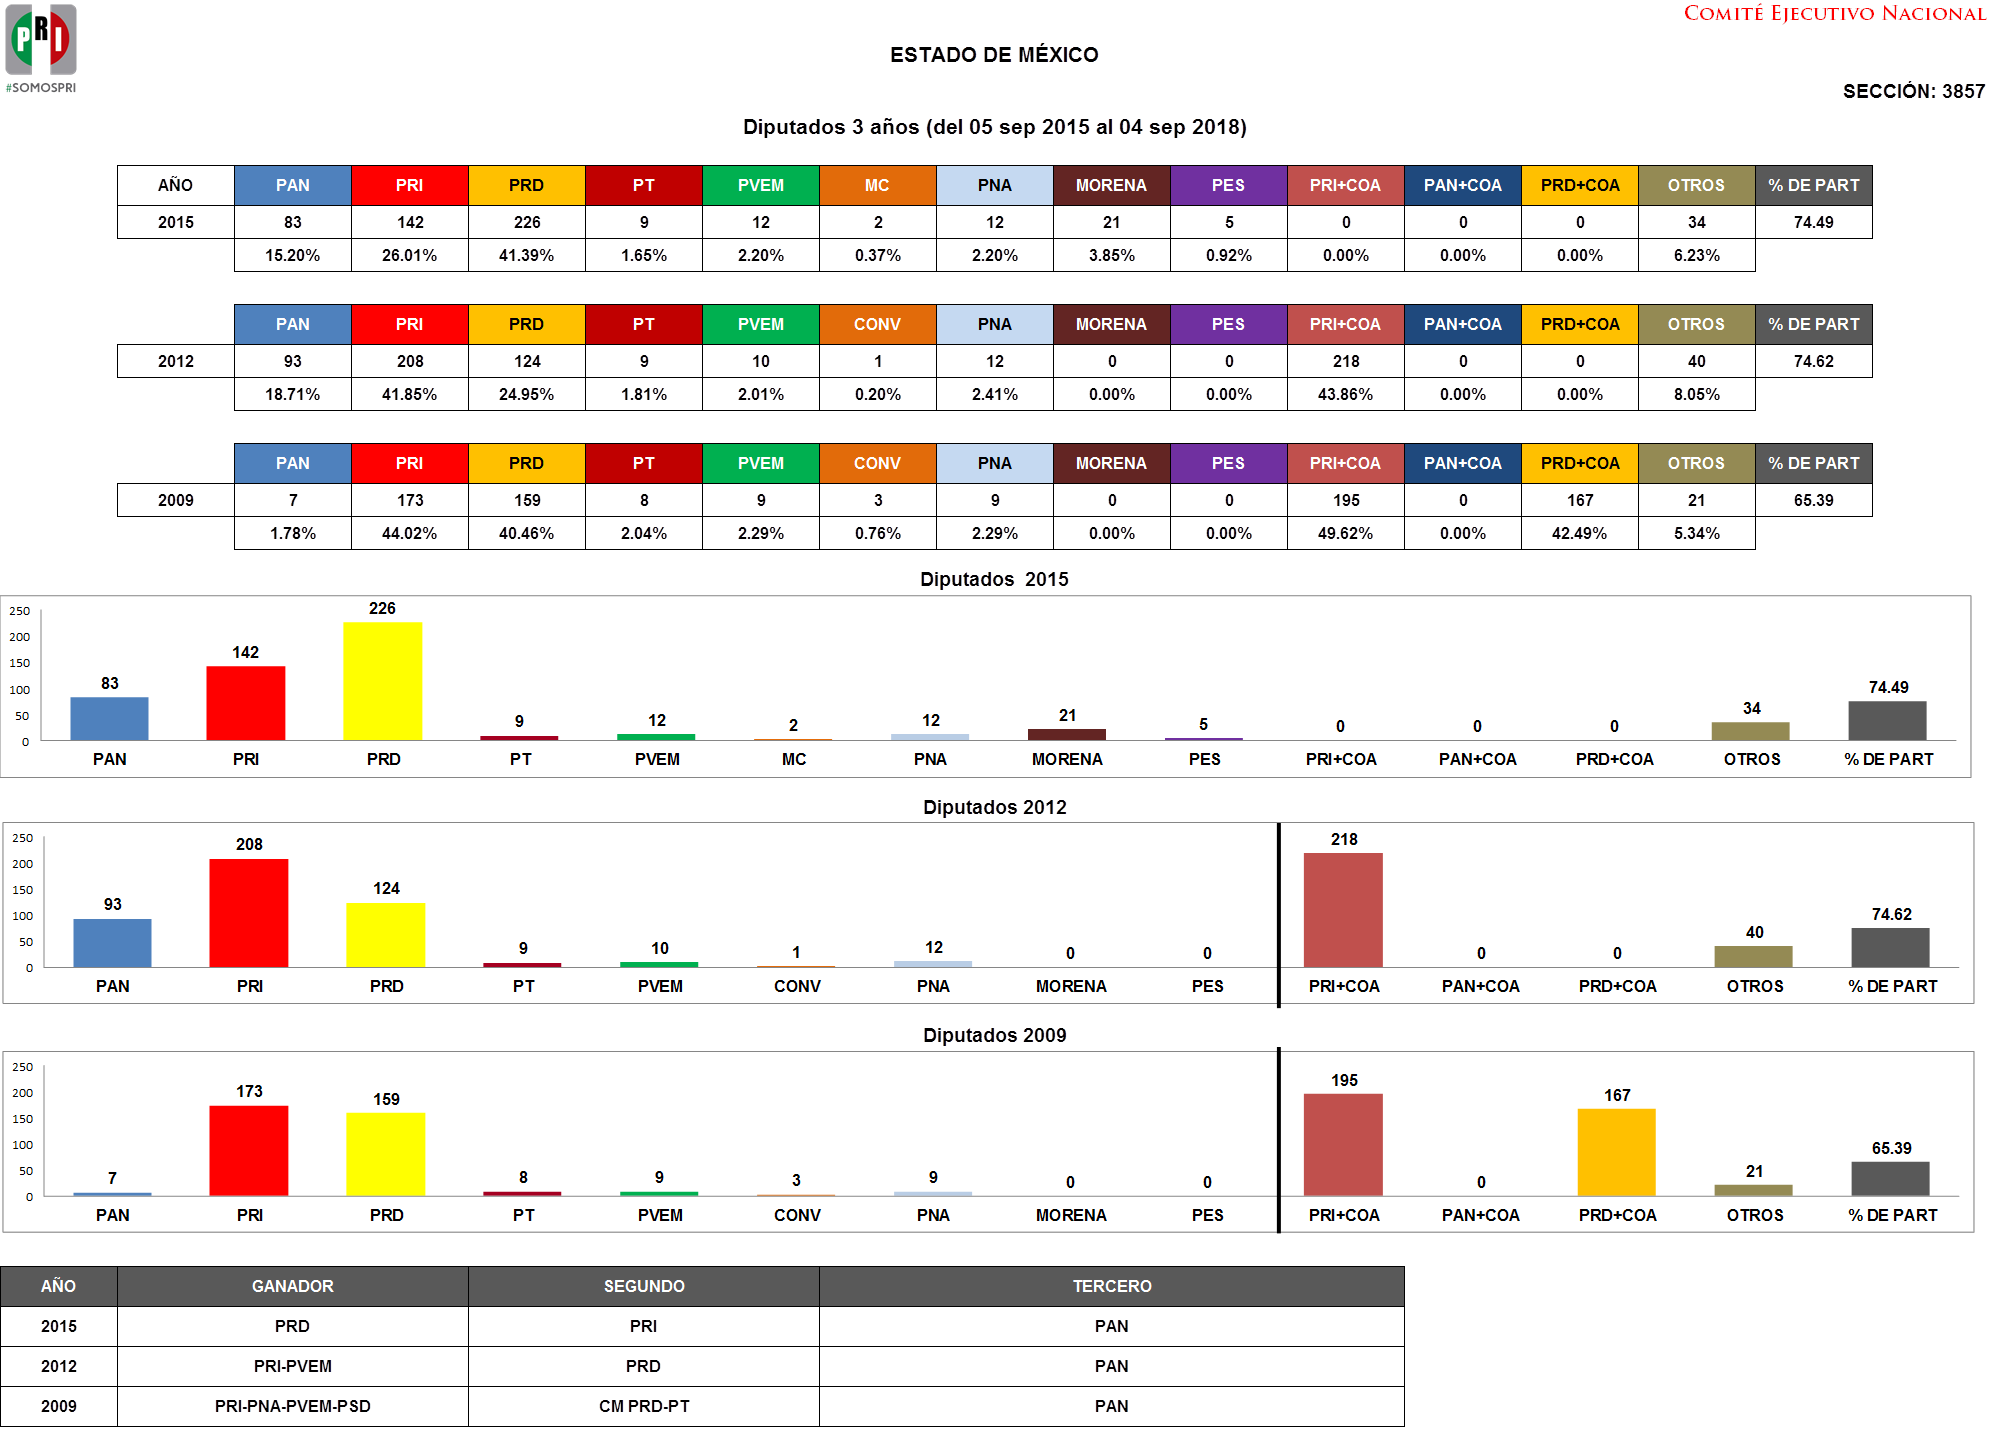 PRI
#SOMOSPRI
COMITÉ EJECUTIVO NACIONAL
ESTADO DE MÉXICO
SECCIÓN: 3857
Diputados 3 años (del 05 sep 2015 al 04 sep 2018)
AÑO PAN PRI PRD PT PVEM MC PNA MORENA PES PRI+COA PAN+COA PRD+COA OTROS % DE PART
2015 83 142 226 9 12 2 12 21 5 0 0 0 34 74.49
15.20% 26.01% 41.39% 1.65% 2.20% 0.37% 2.20% 3.85% 0.92% 0.00% 0.00% 0.00% 6.23%
PAN PRI PRD PT PVEM CONV PNA MORENA PES PRI+COA PAN+COA PRD+COA OTROS % DE PART
2012 93 208 124 9 10 1 12 0 0 218 0 0 40 74.62
18.71% 41.85% 24.95% 1.81% 2.01% 0.20% 2.41% 0.00% 0.00% 43.86% 0.00% 0.00% 8.05%
PAN PRI PRD PT PVEM CONV PNA MORENA PES PRI+COA PAN+COA PRD+COA OTROS % DE PART
2009 7 173 159 8 9 3 9 0 0 195 0 167 21 65.39
1.78% 44.02% 40.46% 2.04% 2.29% 0.76% 2.29% 0.00% 0.00% 49.62% 0.00% 42.49% 5.34%
Diputados 2015
250
200
150
100
50
0
83 142 226 9 12 2 12 21 5 0 0 0 34 74.49
PAN PRI PRD PT PVEM MC PNA MORENA PES PRI+COA PAN+COA PRD+COA OTROS % DE PART
Diputados 2012
250
200
150
100
50
0
93 208 124 9 10 1 12 0 0 218 0 0 40 74.62
PAN PRI PRD PT PVEM CONV PNA MORENA PES PRI+COA PAN+COA PRD+COA OTROS % DE PART
Diputados 2009
250
200
150
100
50
0
7 173 159 8 9 3 9 0 0 195 0 167 21 65.39
PAN PRI PRD PT PVEM CONV PNA MORENA PES PRI+COA PAN+COA PRD+COA OTROS % DE PART
AÑO GANADOR SEGUNDO TERCERO
2015 PRD PRI PAN
2012 PRI-PVEM PRD PAN
2009 PRI-PNA-PVEM-PSD CM PRD-PT PAN